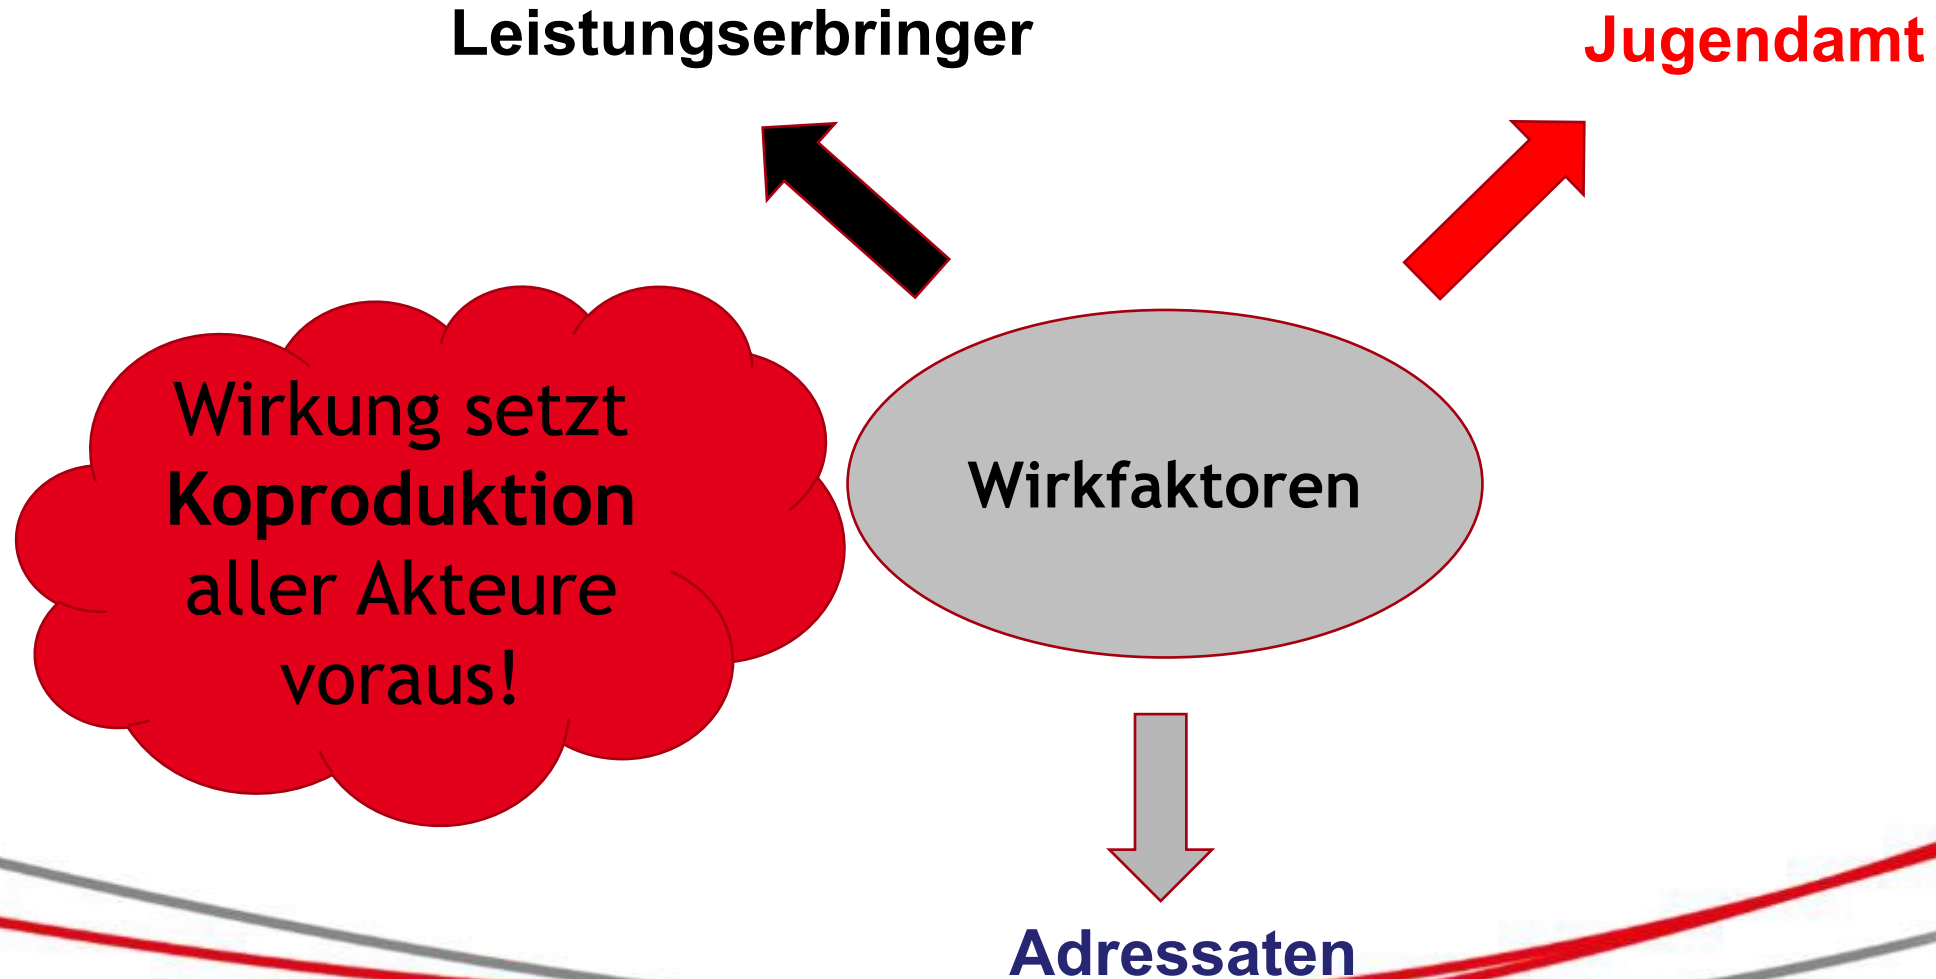 Leistungserbringer
Jugendamt
Wirkung setzt
Koproduktion
aller Akteure
voraus!
Wirkfaktoren
Adressaten